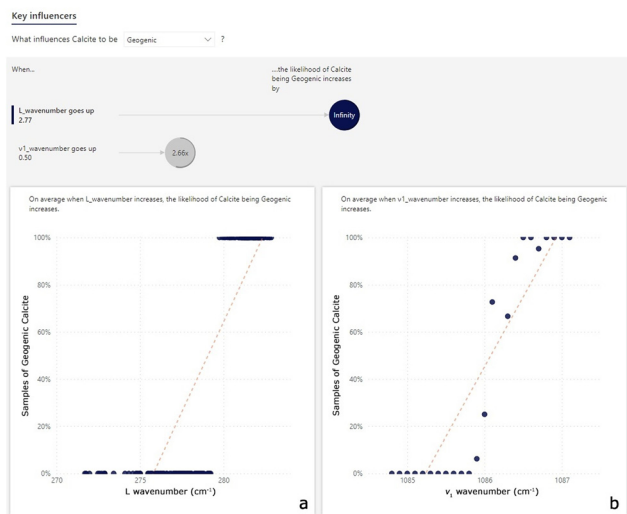 Key influencers
What influences Calcite to be Geogenic ?
When...
...the likelihood of Calcite
being Geogenic increases
by
L_wavenumber goes up
2.77
Infinity
v1_wavenumber goes up
0.50
2.66x
On average when L_wavenumber increases, the likelihood of Calcite being Geogenic
increases.
Samples of Geogenic Calcite
100%
80%
60%
40%
20%
0%
270 275 280
L wavenumber (cm⁻¹)
a
On average when v1_wavenumber increases, the likelihood of Calcite being Geogenic
increases.
Samples of Geogenic Calcite
100%
80%
60%
40%
20%
0%
1085 1086 1087
ν₁ wavenumber (cm⁻¹)
b